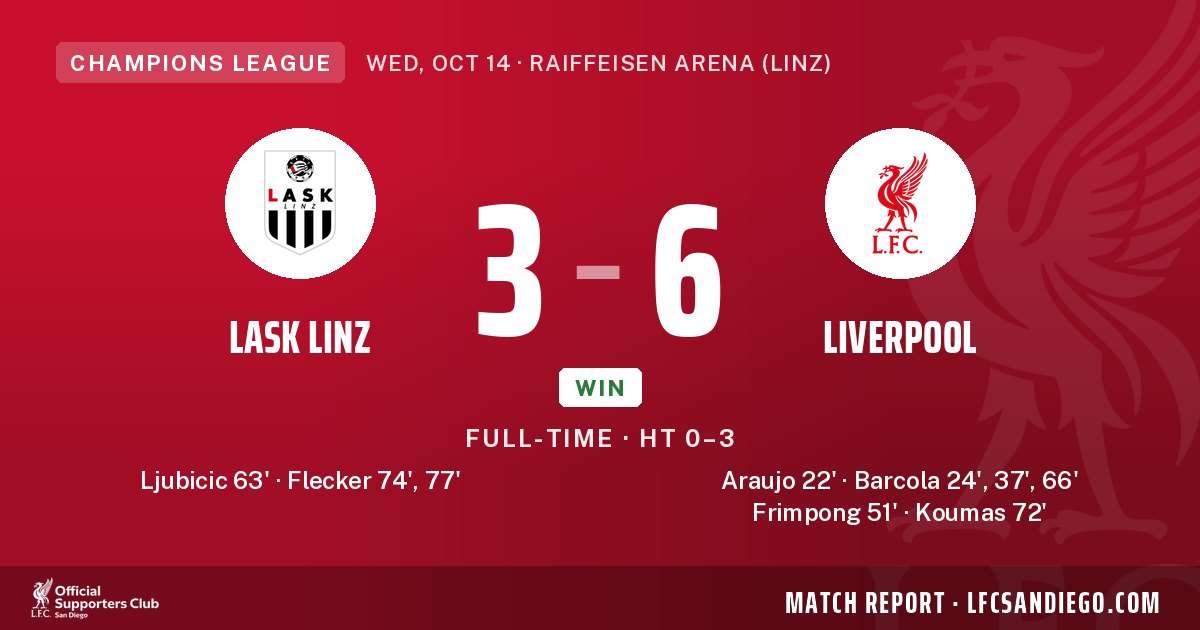 CHAMPIONS LEAGUE
WED, OCT 14 · RAIFFEISEN ARENA (LINZ)
LASK
LINZ
L.F.C.
3 – 6
LASK LINZ
LIVERPOOL
WIN
FULL-TIME · HT 0–3
Ljubicic 63' · Flecker 74', 77'
Araujo 22' · Barcola 24', 37', 66'
Frimpong 51' · Koumas 72'
L.F.C.
Official
Supporters Club
San Diego
MATCH REPORT · LFCSANDIEGO.COM